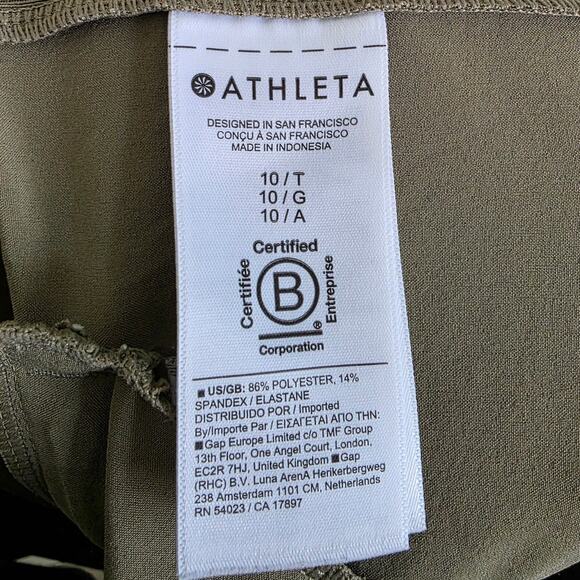 ATHLETA
DESIGNED IN SAN FRANCISCO
CONÇU À SAN FRANCISCO
MADE IN INDONESIA
10 / T
10 / G
10 / A
Certified
Certifiée
B
Entreprise
®
Corporation
US/GB: 86% POLYESTER, 14%
SPANDEX / ELASTANE
DISTRIBUIDO POR / Imported
By/Importe Par / ΕΙΣΑΓΕΤΑΙ ΑΠΟ ΤΗΝ:
Gap Europe Limited c/o TMF Group
13th Floor, One Angel Court, London,
EC2R 7HJ, United Kingdom Gap
(RHC) B.V. Luna ArenA Herikerbergweg
238 Amsterdam 1101 CM, Netherlands
RN 54023 / CA 17897